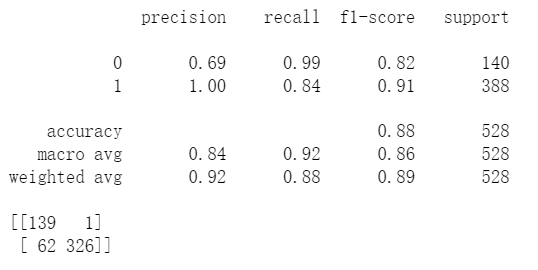 precision recall f1-score support
0 0.69 0.99 0.82 140
1 1.00 0.84 0.91 388
accuracy 0.88 528
macro avg 0.84 0.92 0.86 528
weighted avg 0.92 0.88 0.89 528
[[139 1]
[ 62 326]]